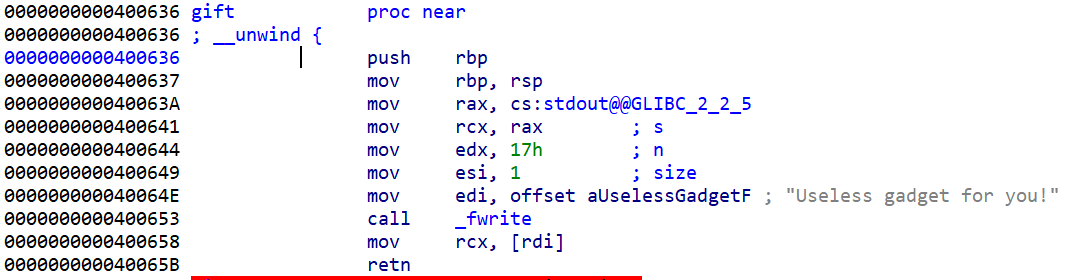 0000000000400636 gift proc near
0000000000400636 ; __unwind {
0000000000400636 push rbp
0000000000400637 mov rbp, rsp
000000000040063A mov rax, cs:stdout@@GLIBC_2_2_5
0000000000400641 mov rcx, rax ; s
0000000000400644 mov edx, 17h ; n
0000000000400649 mov esi, 1 ; size
000000000040064E mov edi, offset aUselessGadgetF ; "Useless gadget for you!"
0000000000400653 call _fwrite
0000000000400658 mov rcx, [rdi]
000000000040065B retn